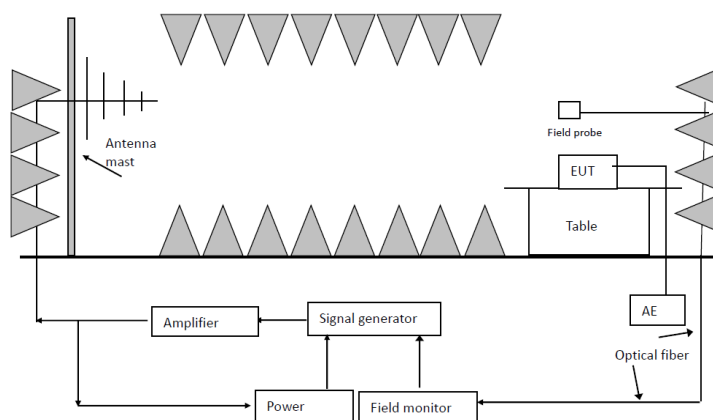 Antenna
mast
Field probe
EUT
Table
AE
Amplifier
Signal generator
Optical fiber
Power
Field monitor